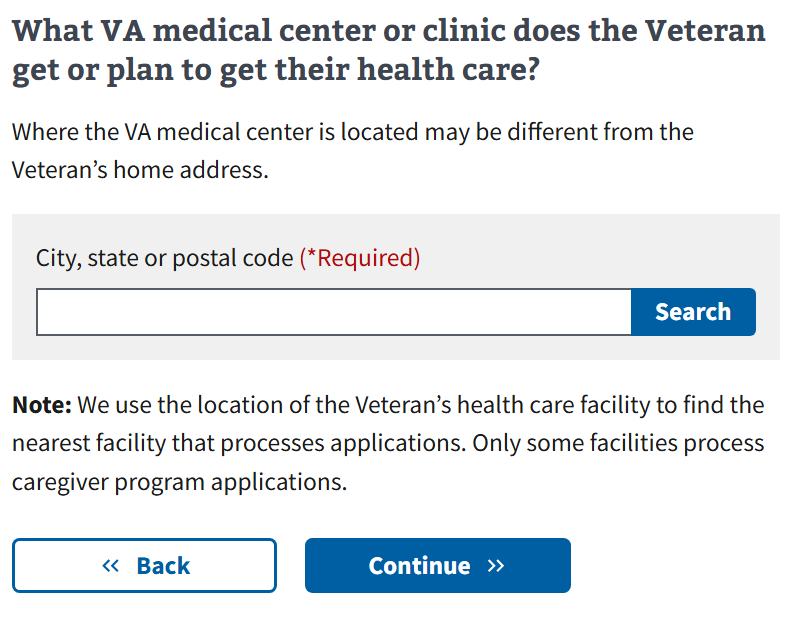 What VA medical center or clinic does the Veteran
get or plan to get their health care?
Where the VA medical center is located may be different from the
Veteran’s home address.
City, state or postal code (*Required)
Search
Note: We use the location of the Veteran’s health care facility to find the
nearest facility that processes applications. Only some facilities process
caregiver program applications.
« Back
Continue »